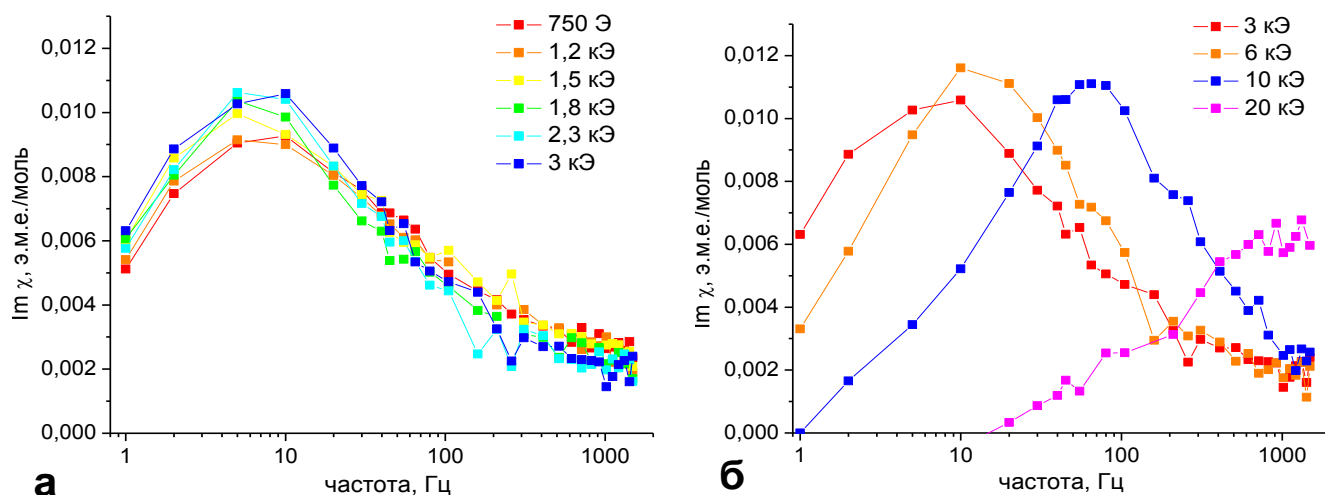 750 Э
1,2 кЭ
1,5 кЭ
1,8 кЭ
2,3 кЭ
3 кЭ
0,012
0,010
0,008
0,006
0,004
0,002
0,000
Im χ, э.м.е./моль
1
10
100
1000
частота, Гц
а
3 кЭ
6 кЭ
10 кЭ
20 кЭ
0,012
0,010
0,008
0,006
0,004
0,002
0,000
Im χ, э.м.е./моль
1
10
100
1000
частота, Гц
б